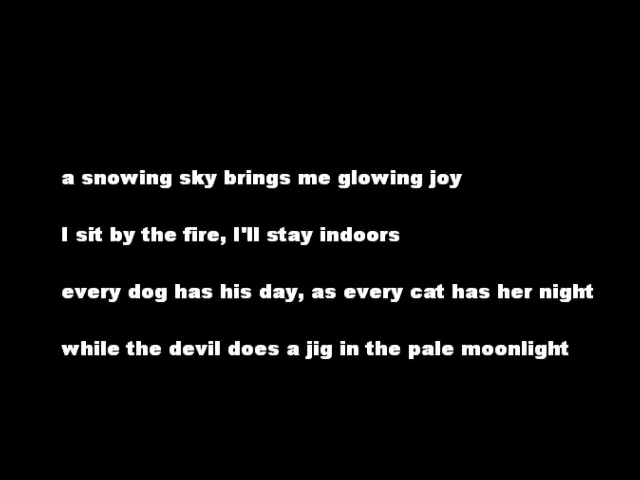 a snowing sky brings me glowing joy
I sit by the fire, I'll stay indoors
every dog has his day, as every cat has her night
while the devil does a jig in the pale moonlight